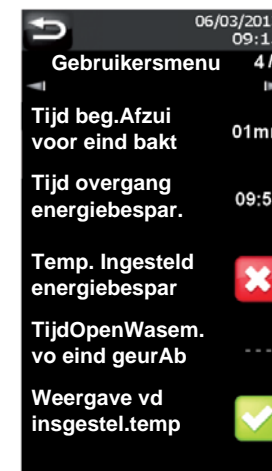 06/03/201
09:1
Gebruikersmenu 4/
Tijd beg.Afzui
voor eind bakt
01m
Tijd overgang
energiebespar.
09:5
Temp. Ingesteld
energiebespar
TijdOpenWasem.
vo eind geurAb
---
Weergave vd
insgestel.temp